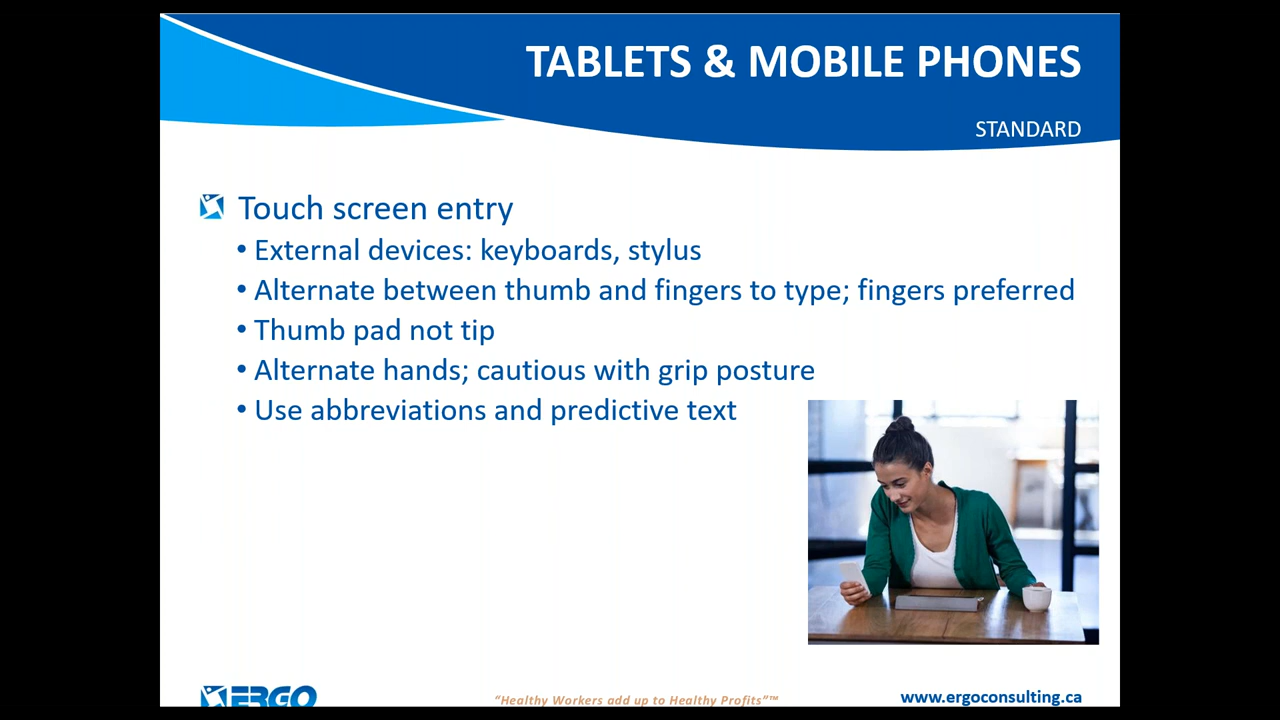 TABLETS & MOBILE PHONES
STANDARD
Touch screen entry
• External devices: keyboards, stylus
• Alternate between thumb and fingers to type; fingers preferred
• Thumb pad not tip
• Alternate hands; cautious with grip posture
• Use abbreviations and predictive text
ERGO
“Healthy Workers add up to Healthy Profits”™
www.ergoconsulting.ca